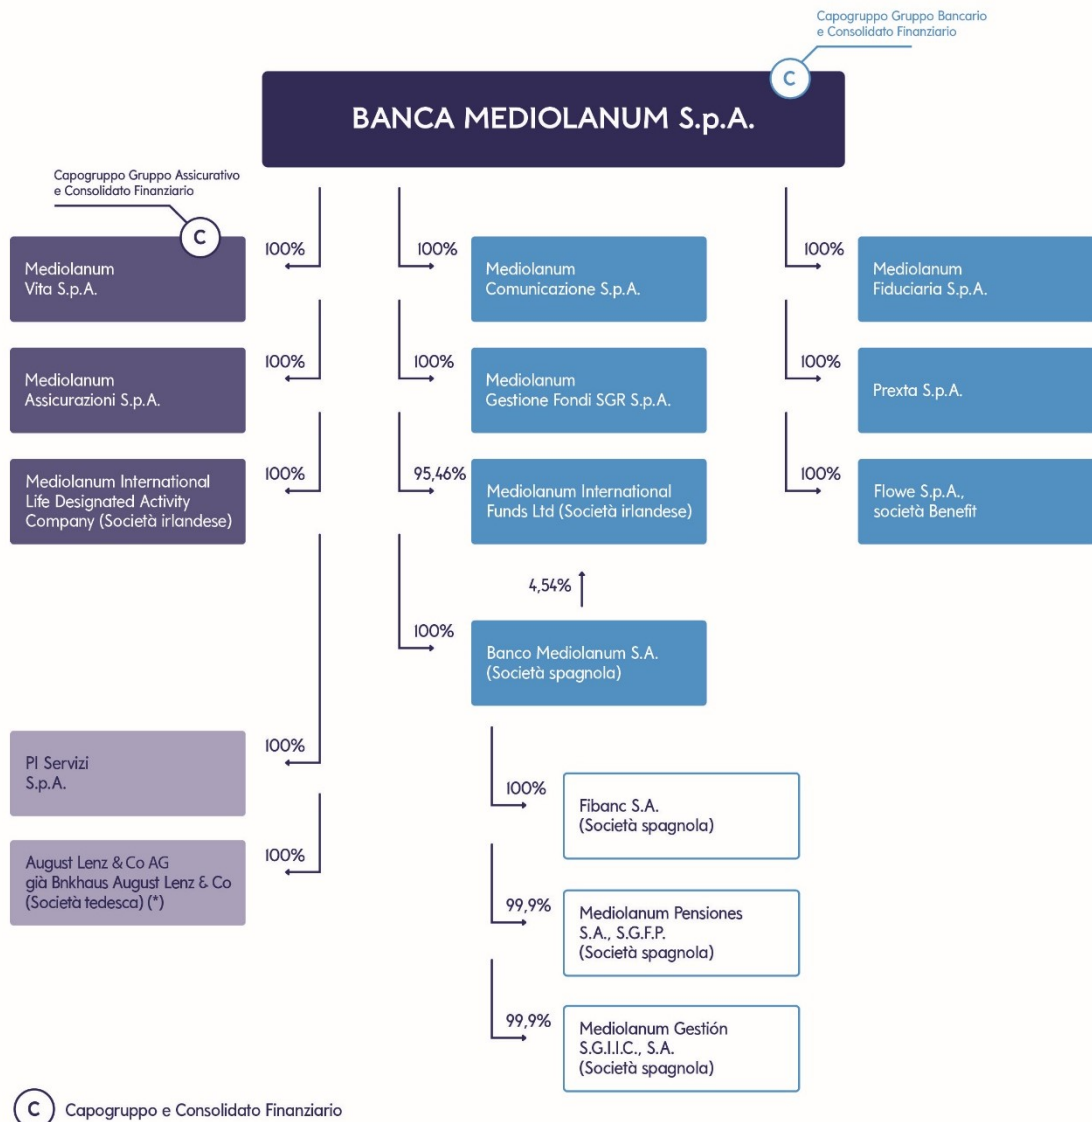 Capogruppo Gruppo Bancario
e Consolidato Finanziario
C
BANCA MEDIOLANUM S.p.A.
Capogruppo Gruppo Assicurativo
e Consolidato Finanziario
C
100%
100%
100%
Mediolanum
Vita S.p.A.
Mediolanum
Comunicazione S.p.A.
Mediolanum
Fiduciaria S.p.A.
100%
100%
100%
Mediolanum
Assicurazioni S.p.A.
Mediolanum
Gestione Fondi SGR S.p.A.
Prexta S.p.A.
100%
95,46%
100%
Mediolanum International
Life Designated Activity
Company (Società irlandese)
Mediolanum International
Funds Ltd (Società irlandese)
Flowe S.p.A.,
società Benefit
4,54%
100%
Banco Mediolanum S.A.
(Società spagnola)
100%
PI Servizi
S.p.A.
100%
Fibanc S.A.
(Società spagnola)
100%
August Lenz & Co AG
già Bnkhaus August Lenz & Co
(Società tedesca) (*)
99,9%
Mediolanum Pensiones
S.A., S.G.F.P.
(Società spagnola)
99,9%
Mediolanum Gestión
S.G.I.I.C., S.A.
(Società spagnola)
C Capogruppo e Consolidato Finanziario